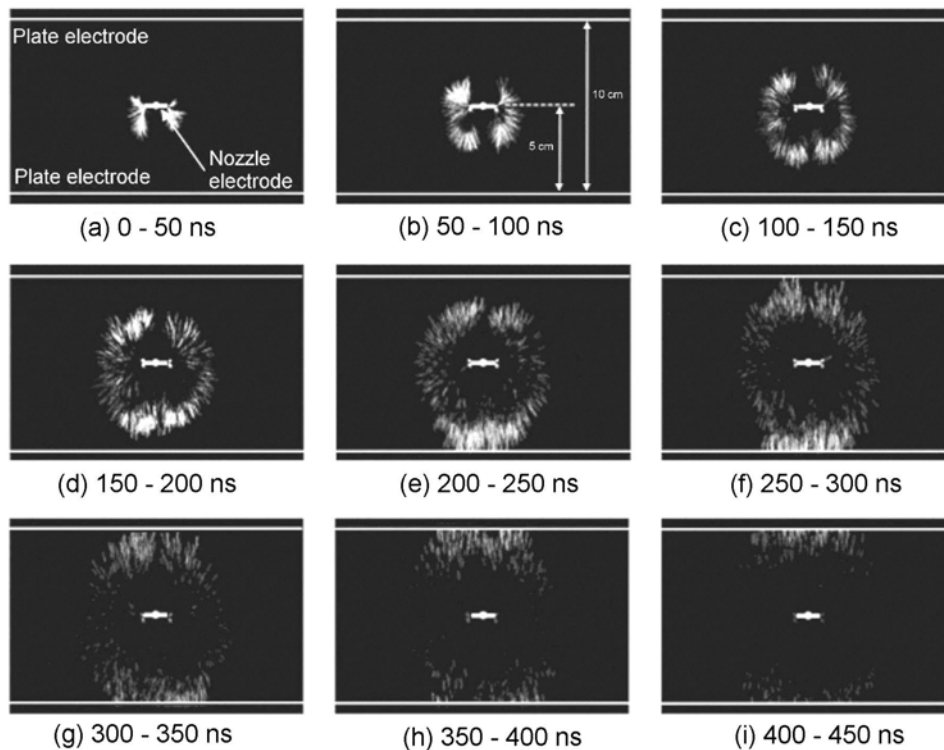 Plate electrode
Plate electrode
Nozzle
electrode
(a) 0 - 50 ns
10 cm
5 cm
(b) 50 - 100 ns
(c) 100 - 150 ns
(d) 150 - 200 ns
(e) 200 - 250 ns
(f) 250 - 300 ns
(g) 300 - 350 ns
(h) 350 - 400 ns
(i) 400 - 450 ns